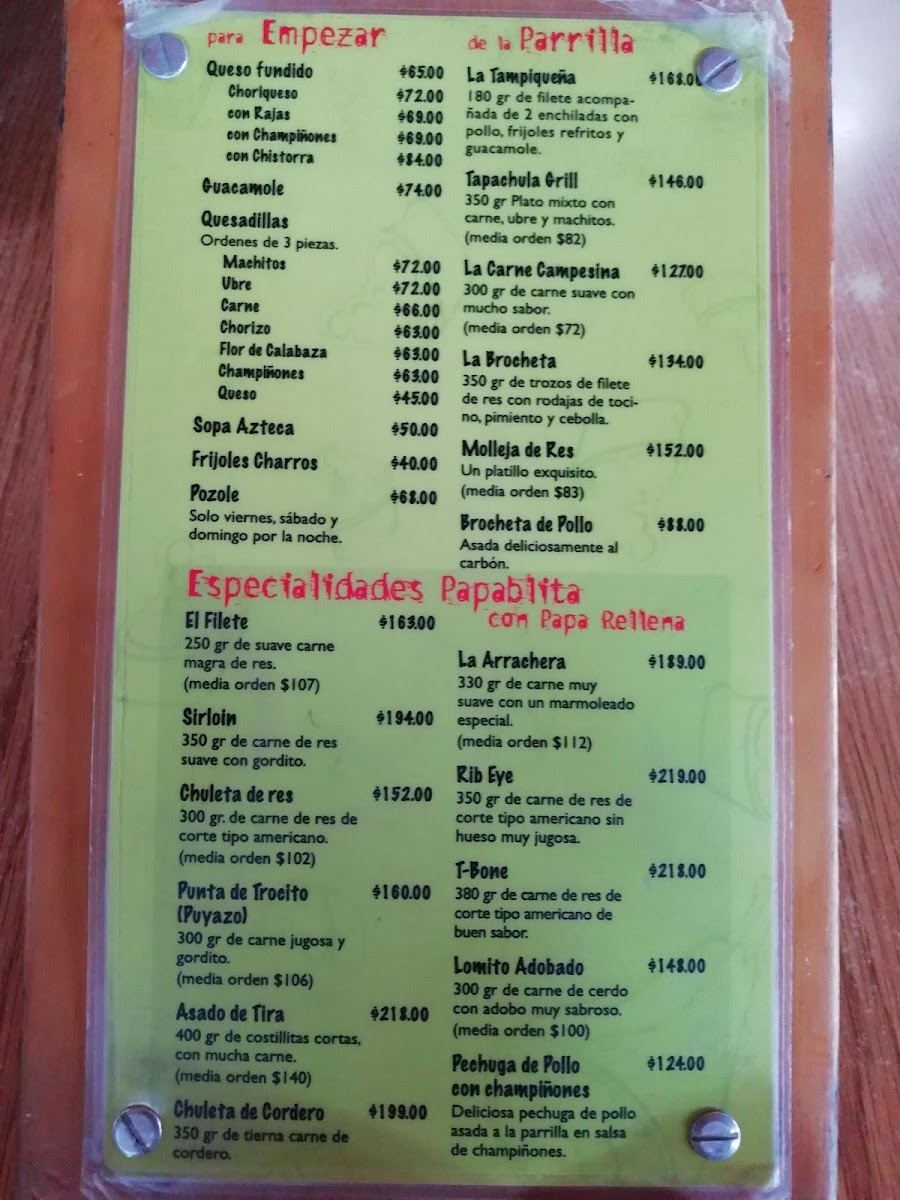 para Empezar
Queso fundido $65.00
Choriqueso $72.00
con Rajas $69.00
con Champiñones $69.00
con Chistorra $84.00
Guacamole $74.00
Quesadillas
Ordenes de 3 piezas.
Machitos $72.00
Ubre $72.00
Carne $66.00
Chorizo $63.00
Flor de Calabaza $63.00
Champiñones $63.00
Queso $45.00
Sopa Azteca $50.00
Frijoles Charros $40.00
Pozole $68.00
Solo viernes, sábado y
domingo por la noche.
de la Parrilla
La Tampiqueña $168.00
180 gr de filete acompa-
ñada de 2 enchiladas con
pollo, frijoles refritos y
guacamole.
Tapachula Grill $146.00
350 gr Plato mixto con
carne, ubre y machitos.
(media orden $82)
La Carne Campesina $127.00
300 gr de carne suave con
mucho sabor.
(media orden $72)
La Brocheta $134.00
350 gr de trozos de filete
de res con rodajas de toci-
no, pimiento y cebolla.
Molleja de Res $152.00
Un platillo exquisito.
(media orden $83)
Brocheta de Pollo $88.00
Asada deliciosamente al
carbón.
Especialidades Papablita
con Papa Rellena
El Filete $163.00
250 gr de suave carne
magra de res.
(media orden $107)
Sirloin $194.00
350 gr de carne de res
suave con gordito.
Chuleta de res $152.00
300 gr. de carne de res de
corte tipo americano.
(media orden $102)
Punta de Trocito $160.00
(Puyazo)
300 gr de carne jugosa y
gordito.
(media orden $106)
Asado de Tira $218.00
400 gr de costillitas cortas,
con mucha carne.
(media orden $140)
Chuleta de Cordero $199.00
350 gr de tierna carne de
cordero.
La Arrachera $189.00
330 gr de carne muy
suave con un marmoleado
especial.
(media orden $112)
Rib Eye $219.00
350 gr de carne de res de
corte tipo americano sin
hueso muy jugosa.
T-Bone $218.00
380 gr de carne de res de
corte tipo americano de
buen sabor.
Lomito Adobado $148.00
300 gr de carne de cerdo
con adobo muy sabroso.
(media orden $100)
Pechuga de Pollo $124.00
con champiñones
Deliciosa pechuga de pollo
asada a la parrilla en salsa
de champiñones.